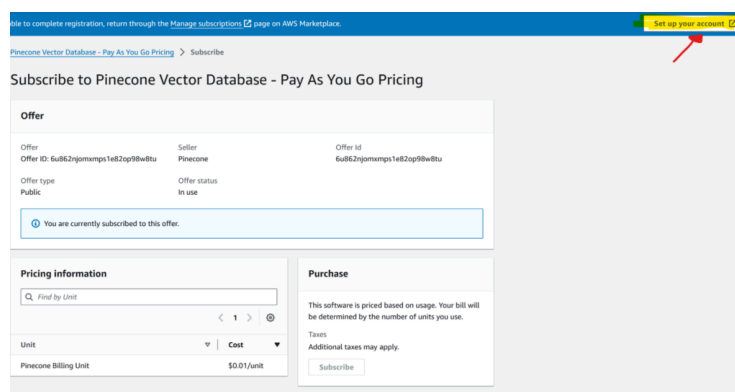 ble to complete registration, return through the Manage subscriptions page on AWS Marketplace.
Set up your account
Pinecone Vector Database - Pay As You Go Pricing > Subscribe
Subscribe to Pinecone Vector Database - Pay As You Go Pricing
Offer
Offer
Offer ID: 6u862njomxmps1e82op98w8tu
Seller
Pinecone
Offer Id
6u862njomxmps1e82op98w8tu
Offer type
Public
Offer status
In use
You are currently subscribed to this offer.
Pricing information
Find by Unit
< 1 >
Unit
Cost
Pinecone Billing Unit
$0.01/unit
Purchase
This software is priced based on usage. Your bill will
be determined by the number of units you use.
Taxes
Additional taxes may apply.
Subscribe